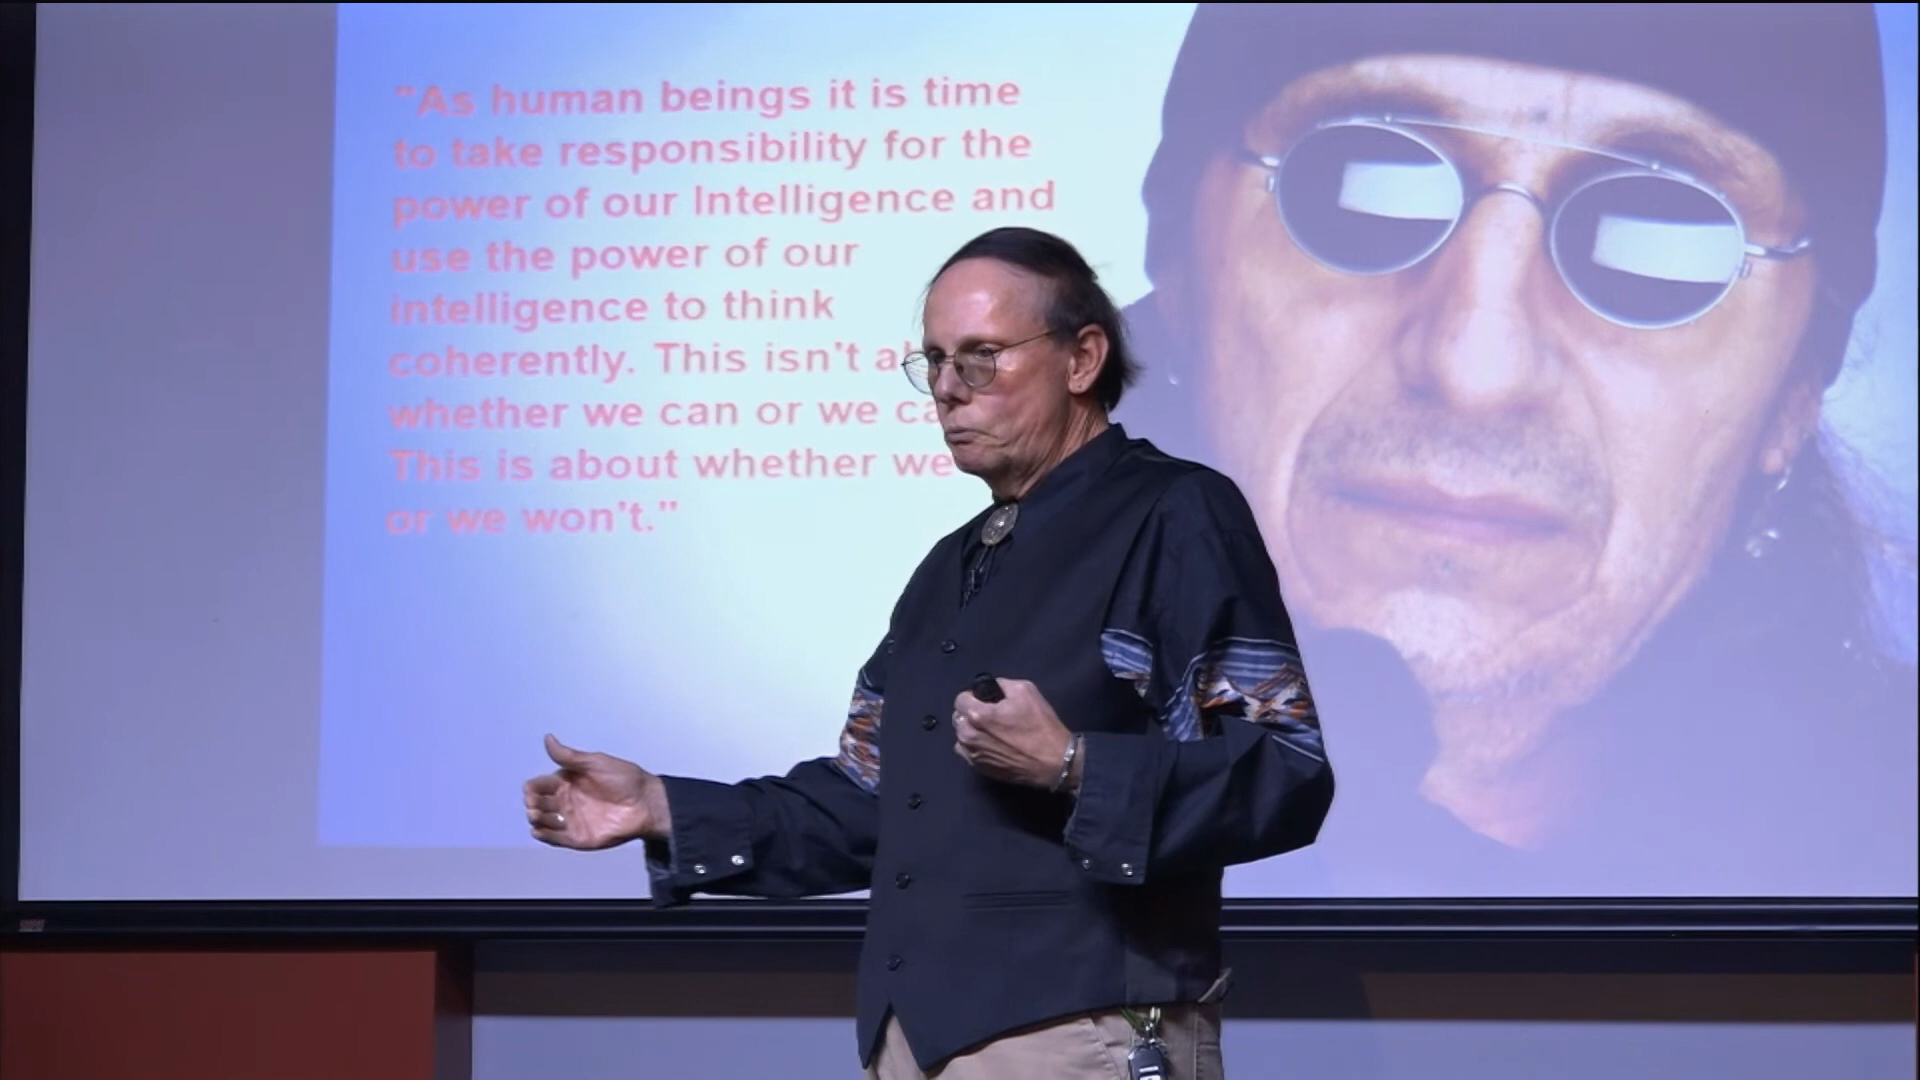 "As human beings it is time
to take responsibility for the
power of our Intelligence and
use the power of our
intelligence to think
coherently. This isn't
whether we can or we
This is about whether we
or we won't."